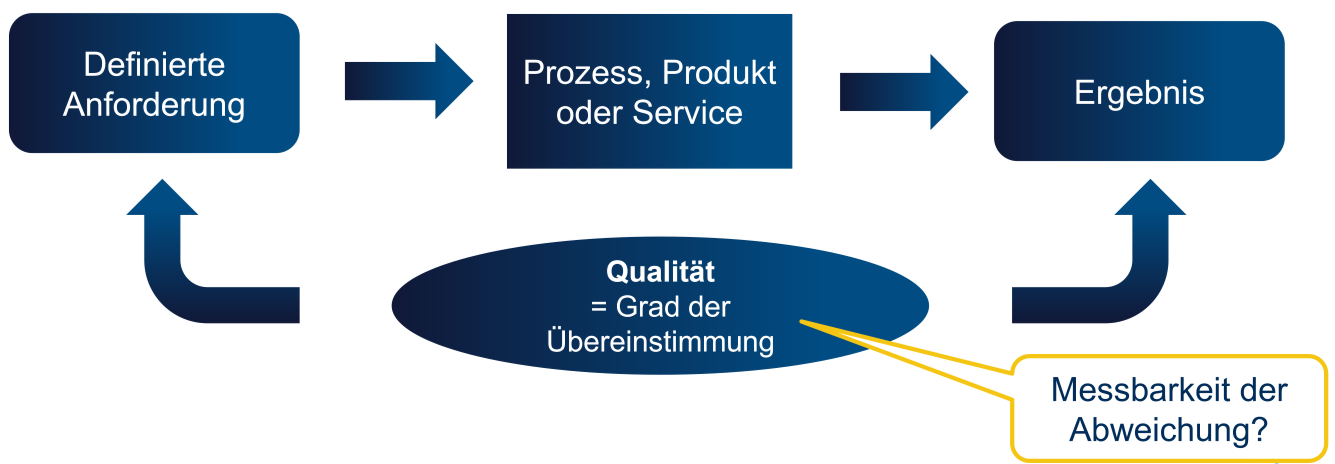 Definierte
Anforderung
Prozess, Produkt
oder Service
Ergebnis
Qualität
= Grad der
Übereinstimmung
Messbarkeit der
Abweichung?